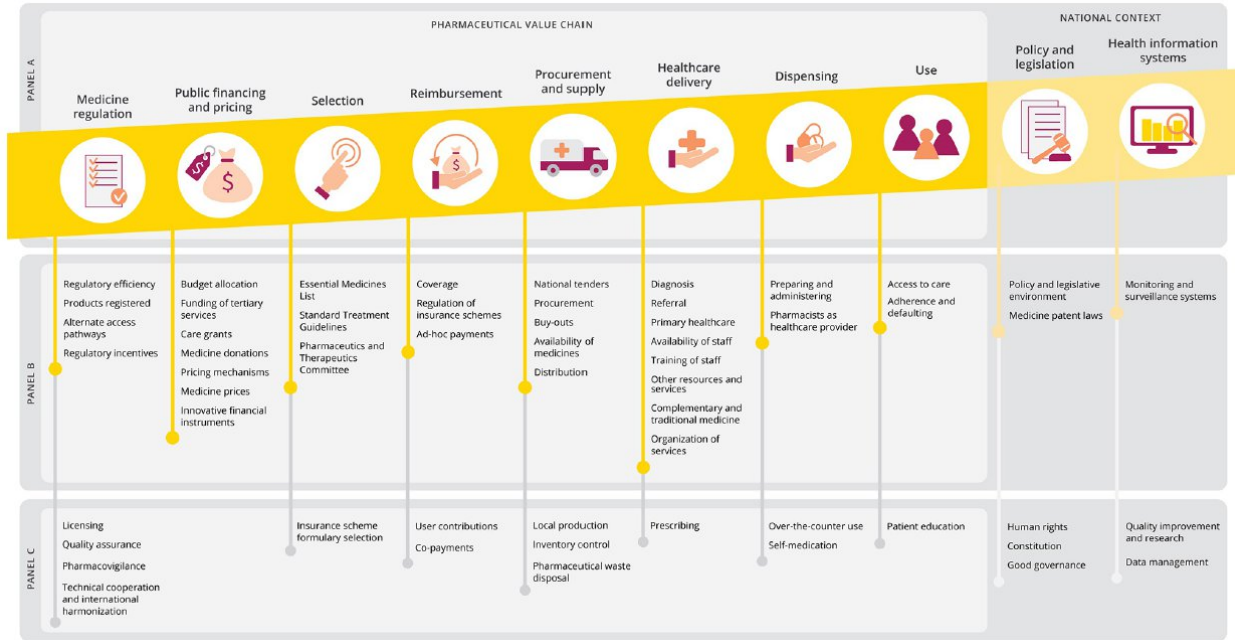 PHARMACEUTICAL VALUE CHAIN
NATIONAL CONTEXT
PANEL A
Medicine
regulation
Public financing
and pricing
Selection
Reimbursement
Procurement
and supply
Healthcare
delivery
Dispensing
Use
Policy and
legislation
Health information
systems
$
$
$
PANEL B
Regulatory efficiency
Products registered
Alternate access
pathways
Regulatory incentives
Budget allocation
Funding of tertiary
services
Care grants
Medicine donations
Pricing mechanisms
Medicine prices
Innovative financial
instruments
Essential Medicines
List
Standard Treatment
Guidelines
Pharmaceutics and
Therapeutics
Committee
Coverage
Regulation of
insurance schemes
Ad-hoc payments
National tenders
Procurement
Buy-outs
Availability of
medicines
Distribution
Diagnosis
Referral
Primary healthcare
Availability of staff
Training of staff
Other resources and
services
Complementary and
traditional medicine
Organization of
services
Preparing and
administering
Pharmacists as
healthcare provider
Access to care
Adherence and
defaulting
Policy and legislative
environment
Medicine patent laws
Monitoring and
surveillance systems
PANEL C
Licensing
Quality assurance
Pharmacovigilance
Technical cooperation
and international
harmonization
Insurance scheme
formulary selection
User contributions
Co-payments
Local production
Inventory control
Pharmaceutical waste
disposal
Prescribing
Over-the-counter use
Self-medication
Patient education
Human rights
Constitution
Good governance
Quality improvement
and research
Data management